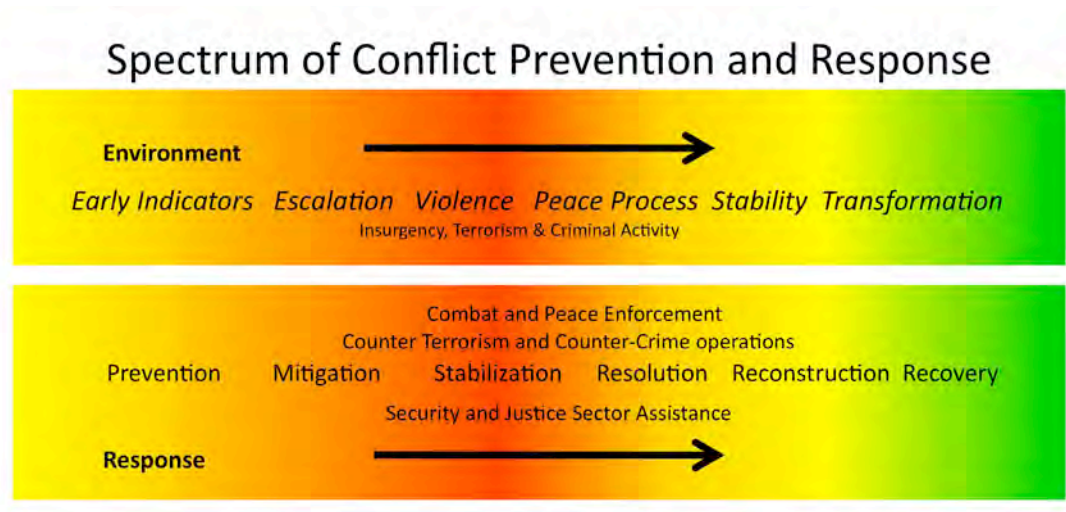 Spectrum of Conflict Prevention and Response
Environment
Early Indicators Escalation Violence Peace Process Stability Transformation
Insurgency, Terrorism & Criminal Activity
Combat and Peace Enforcement
Counter Terrorism and Counter-Crime operations
Prevention Mitigation Stabilization Resolution Reconstruction Recovery
Security and Justice Sector Assistance
Response